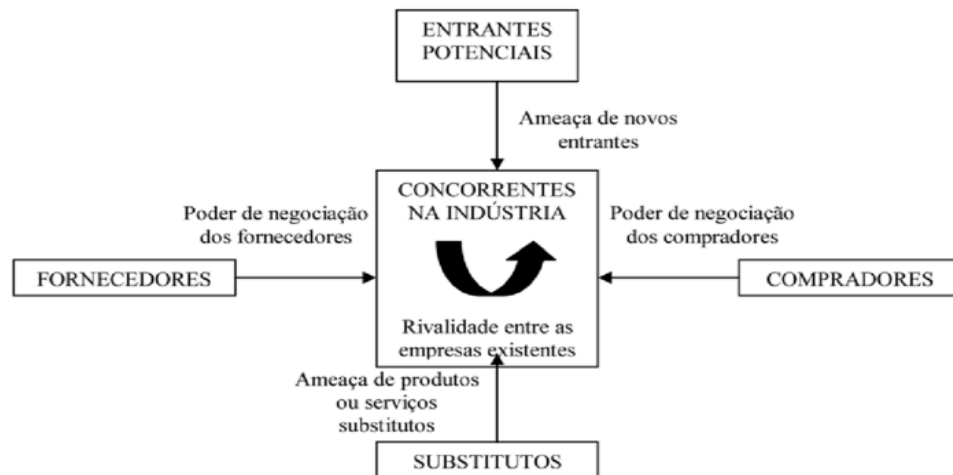 ENTRANTES
POTENCIAIS
Ameaça de novos
entrantes
CONCORRENTES
NA INDÚSTRIA
Poder de negociação
dos fornecedores
Poder de negociação
dos compradores
FORNECEDORES
COMPRADORES
Rivalidade entre as
empresas existentes
Ameaça de produtos
ou serviços
substitutos
SUBSTITUTOS